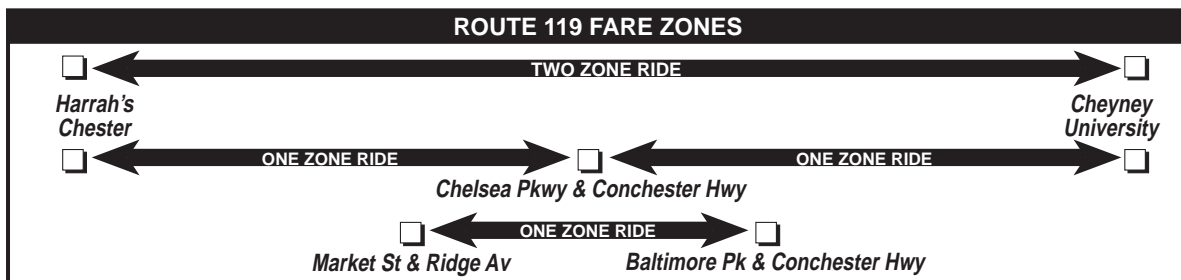 ROUTE 119 FARE ZONES
TWO ZONE RIDE
Harrah's
Chester
Cheyney
University
ONE ZONE RIDE
ONE ZONE RIDE
Chelsea Pkwy & Conchester Hwy
ONE ZONE RIDE
Market St & Ridge Av
Baltimore Pk & Conchester Hwy